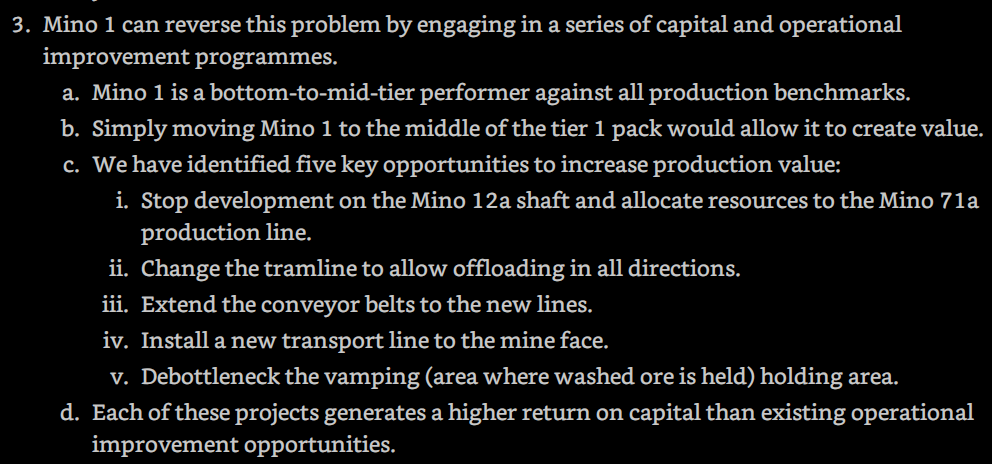 3. Mino 1 can reverse this problem by engaging in a series of capital and operational
improvement programmes.
a. Mino 1 is a bottom-to-mid-tier performer against all production benchmarks.
b. Simply moving Mino 1 to the middle of the tier 1 pack would allow it to create value.
c. We have identified five key opportunities to increase production value:
i. Stop development on the Mino 12a shaft and allocate resources to the Mino 71a
production line.
ii. Change the tramline to allow offloading in all directions.
iii. Extend the conveyor belts to the new lines.
iv. Install a new transport line to the mine face.
v. Debottleneck the vamping (area where washed ore is held) holding area.
d. Each of these projects generates a higher return on capital than existing operational
improvement opportunities.